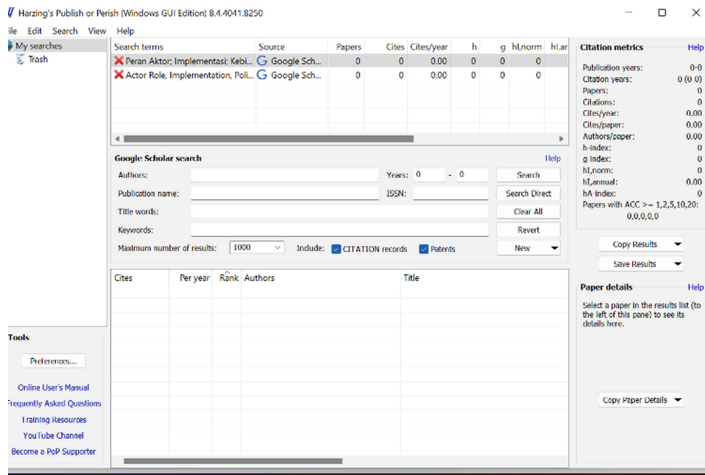 Harzing's Publish or Perish (Windows GUI Edition) 8.4.4041.8250
ile Edit Search View Help
My searches
Trash
Search terms Source Papers Cites Cites/year h g hI,norm hI,ar
Peran Aktor; Implementasi; Kebi... Google Sch... 0 0 0.00 0 0 0
Actor Role, Implementation, Poli... Google Sch... 0 0 0.00 0 0 0
Google Scholar search Help
Authors: Years: 0 - 0 Search
Publication name: ISSN: Search Direct
Title words: Clear All
Keywords: Revert
Maximum number of results: 1000 Include: CITATION records Patents New
Cites Per year Rank Authors Title
Tools
Preferences...
Online User's Manual
Frequently Asked Questions
Training Resources
YouTube Channel
Become a PoP Supporter
Citation metrics Help
Publication years: 0-0
Citation years: 0 (0 0)
Papers: 0
Citations: 0
Cites/year: 0.00
Cites/paper: 0.00
Authors/paper: 0.00
h-index: 0
g index: 0
hI,norm: 0
hI,annual: 0.00
hA-index: 0
Papers with ACC >= 1,2,5,10,20:
0,0,0,0,0
Copy Results
Save Results
Paper details Help
Select a paper in the results list (to
the left of this pane) to see its
details here.
Copy Paper Details